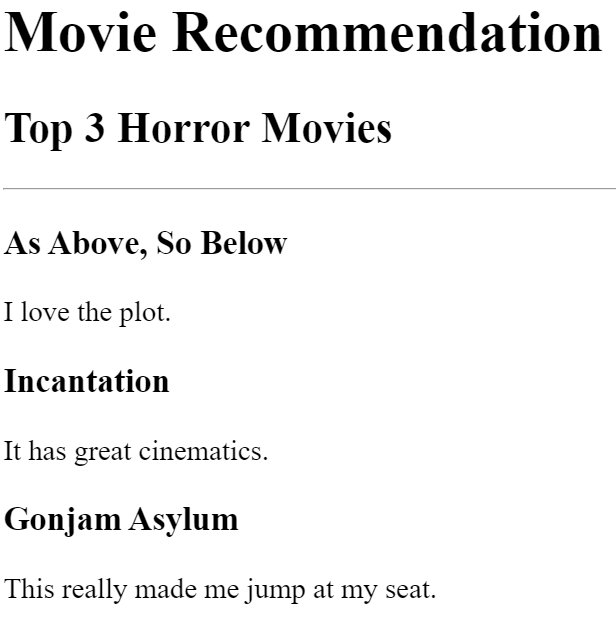 Movie Recommendation
Top 3 Horror Movies
As Above, So Below
I love the plot.
Incantation
It has great cinematics.
Gonjam Asylum
This really made me jump at my seat.